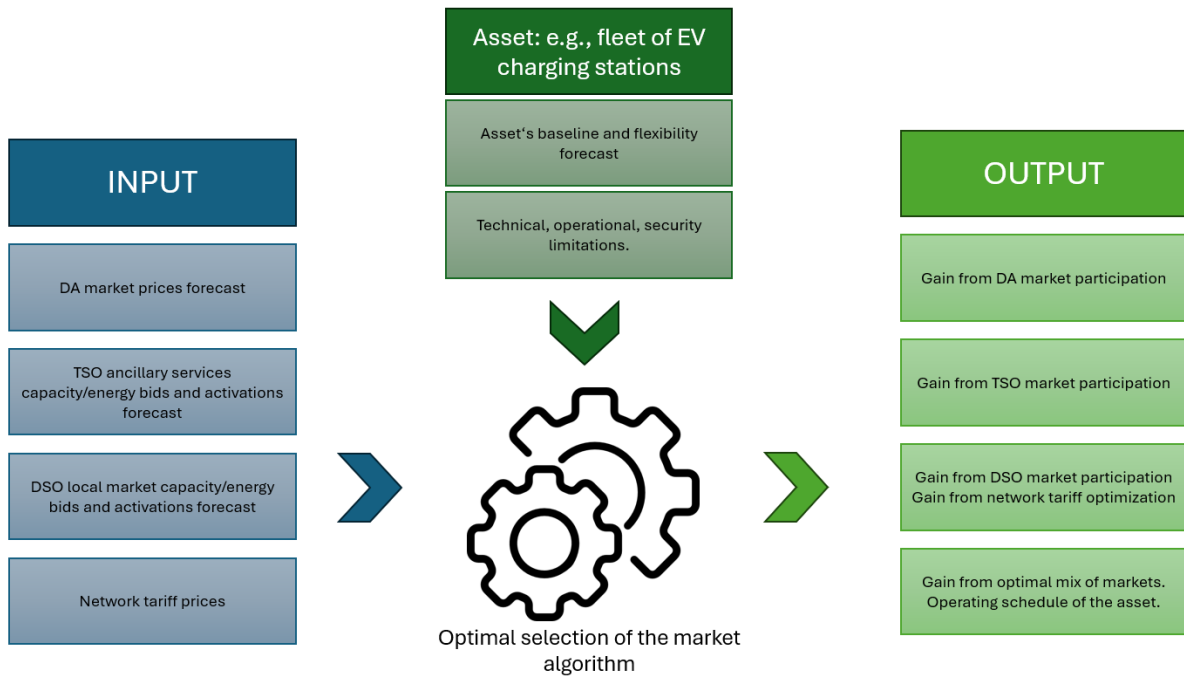 Asset: e.g., fleet of EV
charging stations
Asset‘s baseline and flexibility
forecast
Technical, operational, security
limitations.
INPUT
DA market prices forecast
TSO ancillary services
capacity/energy bids and activations
forecast
DSO local market capacity/energy
bids and activations forecast
Network tariff prices
Optimal selection of the market
algorithm
OUTPUT
Gain from DA market participation
Gain from TSO market participation
Gain from DSO market participation
Gain from network tariff optimization
Gain from optimal mix of markets.
Operating schedule of the asset.